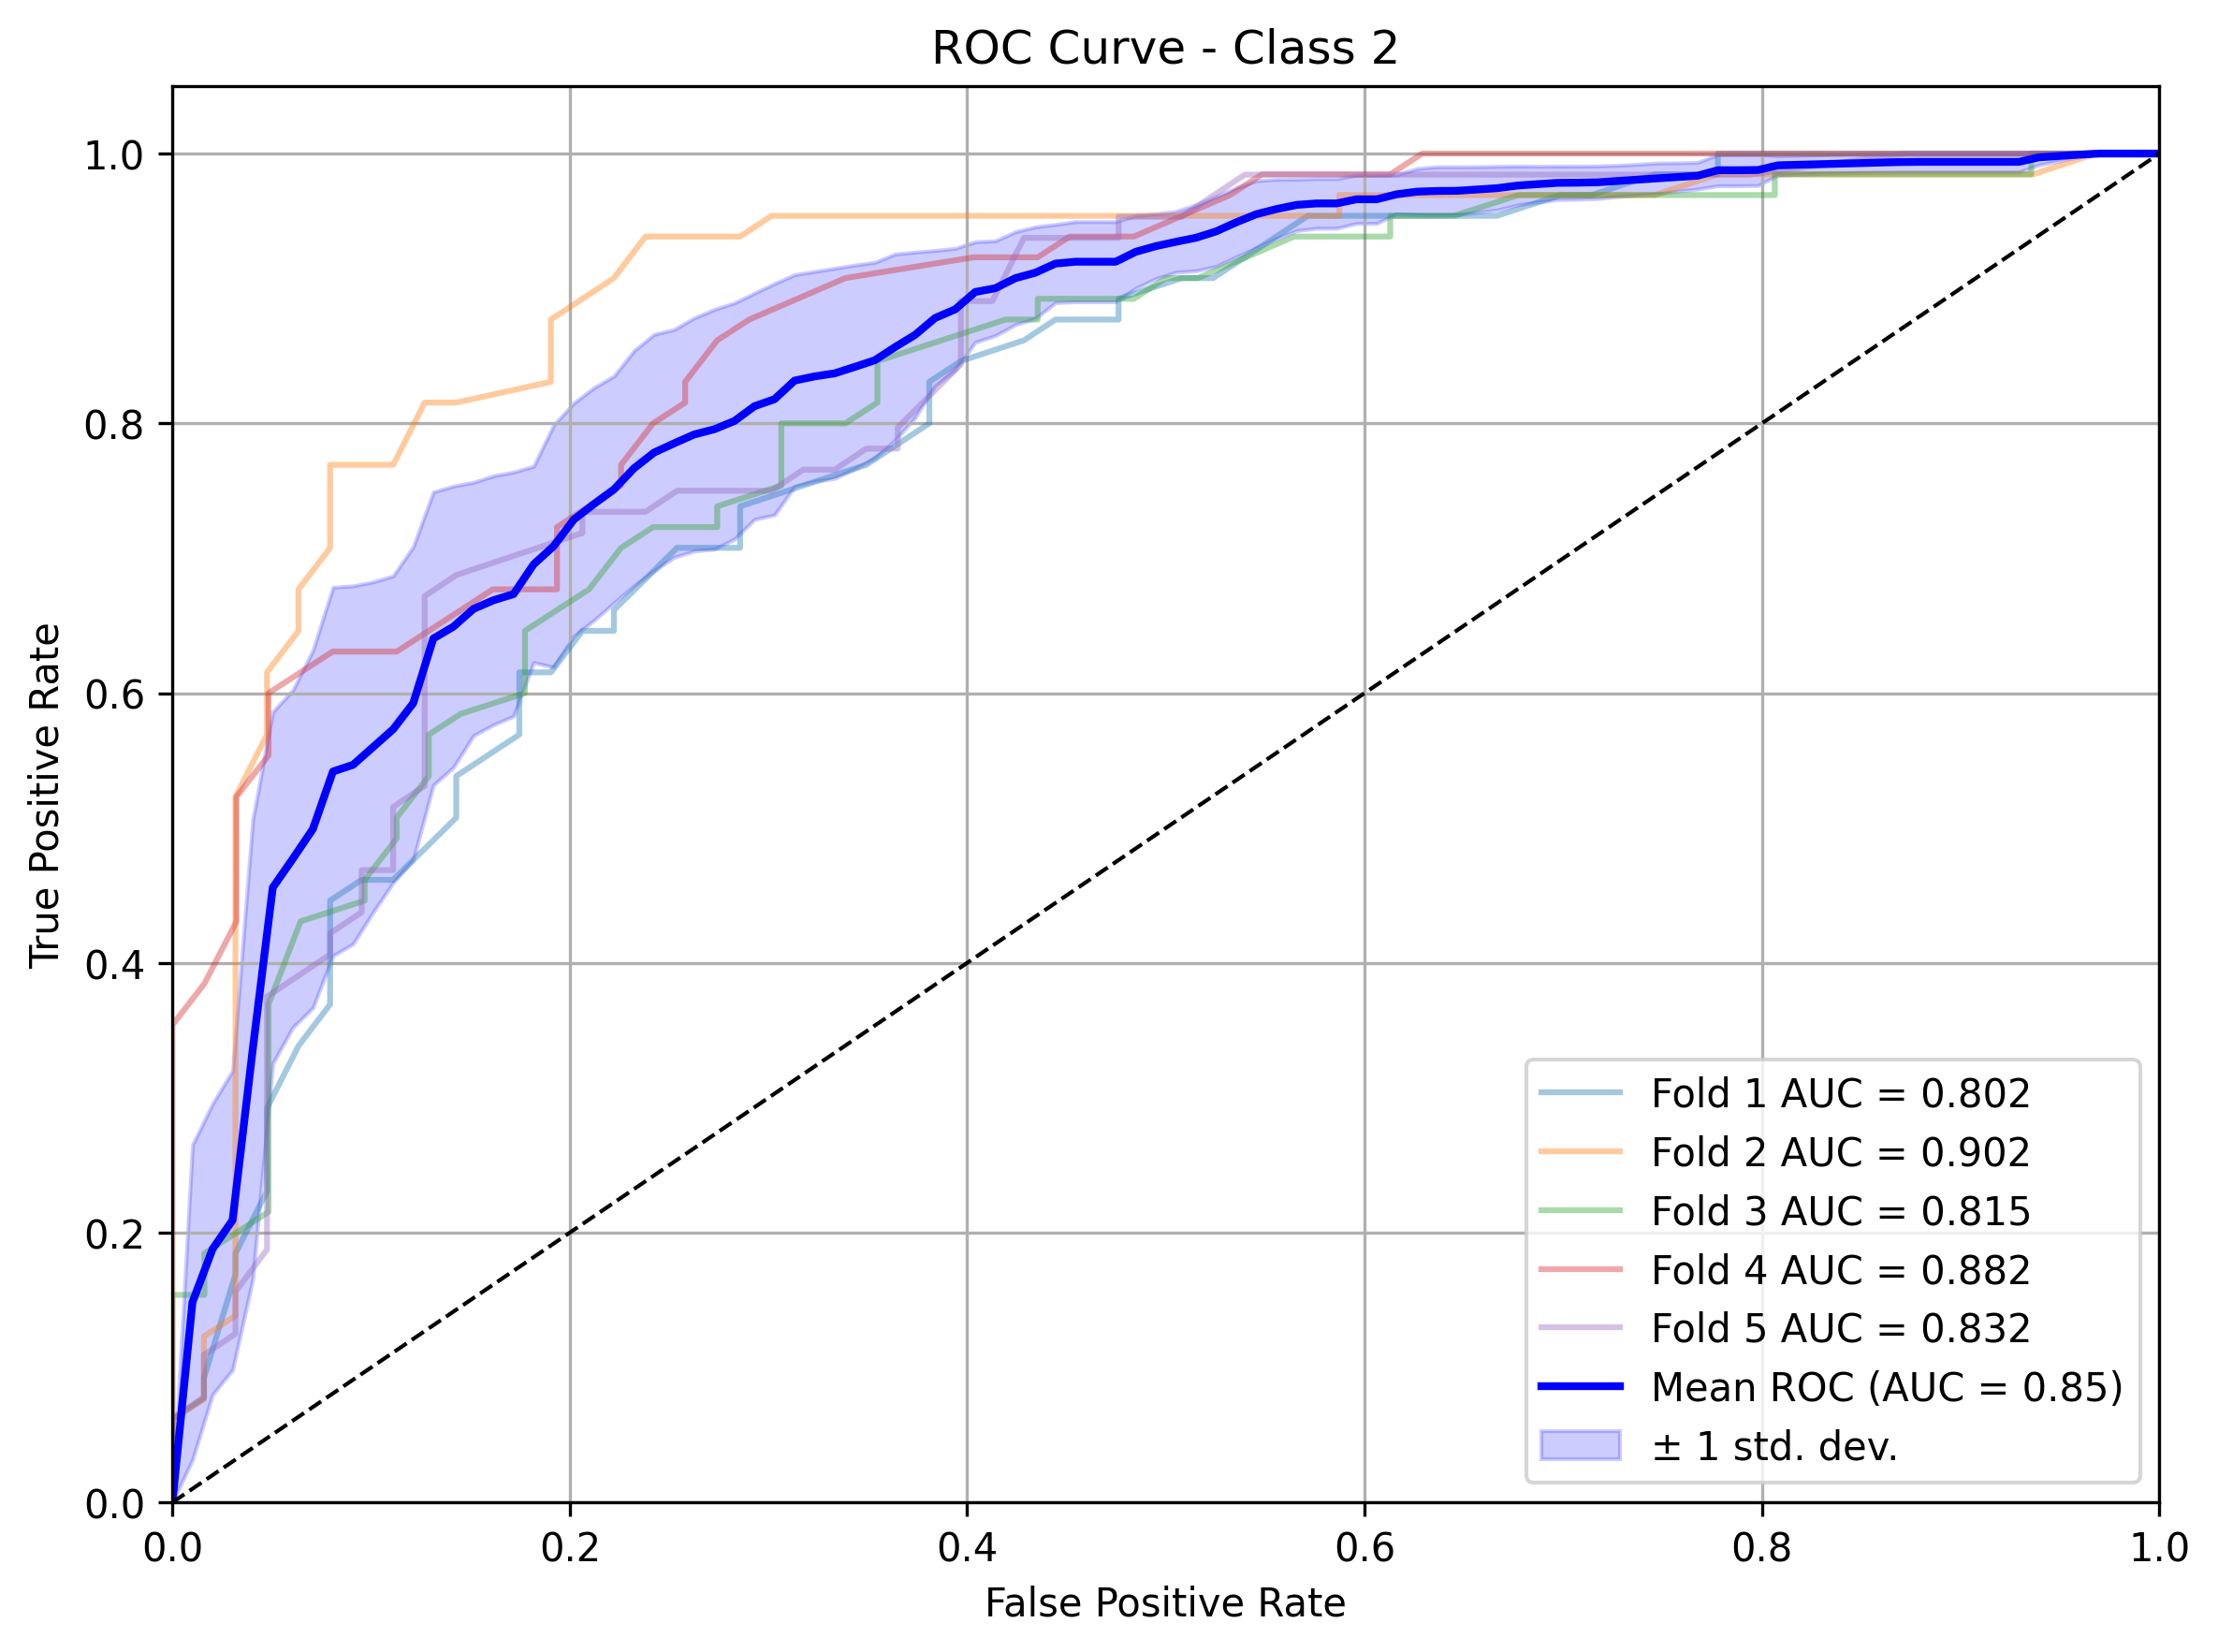 ROC Curve - Class 2
True Positive Rate
1.0
0.8
0.6
0.4
0.2
0.0
0.0 0.2 0.4 0.6 0.8 1.0
False Positive Rate
Fold 1 AUC = 0.802
Fold 2 AUC = 0.902
Fold 3 AUC = 0.815
Fold 4 AUC = 0.882
Fold 5 AUC = 0.832
Mean ROC (AUC = 0.85)
± 1 std. dev.